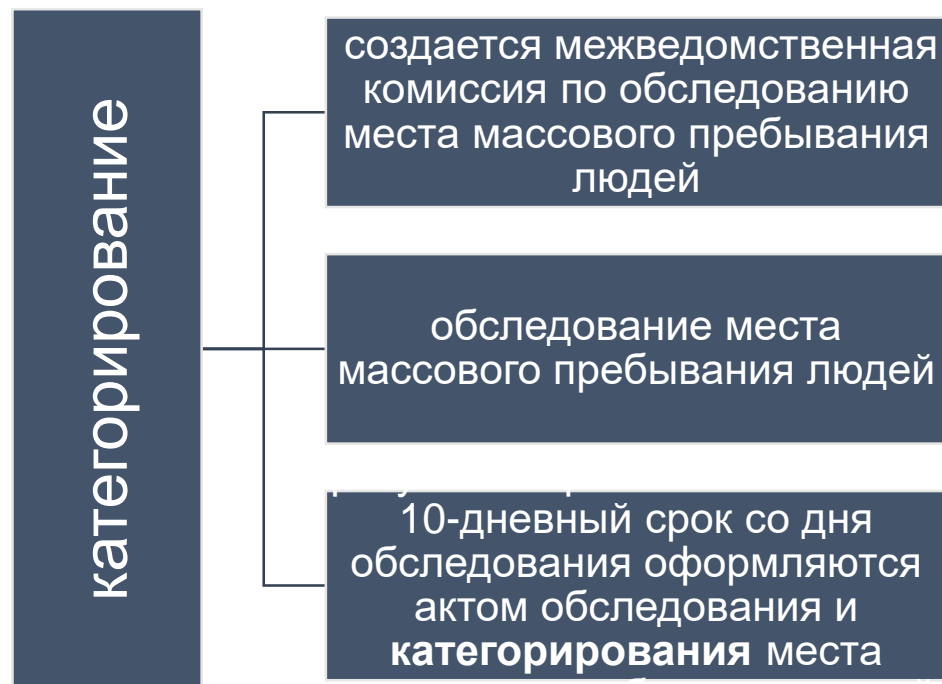 категорирование
создается межведомственная
комиссия по обследованию
места массового пребывания
людей
обследование места
массового пребывания людей
10-дневный срок со дня
обследования оформляются
актом обследования и
категорирования места